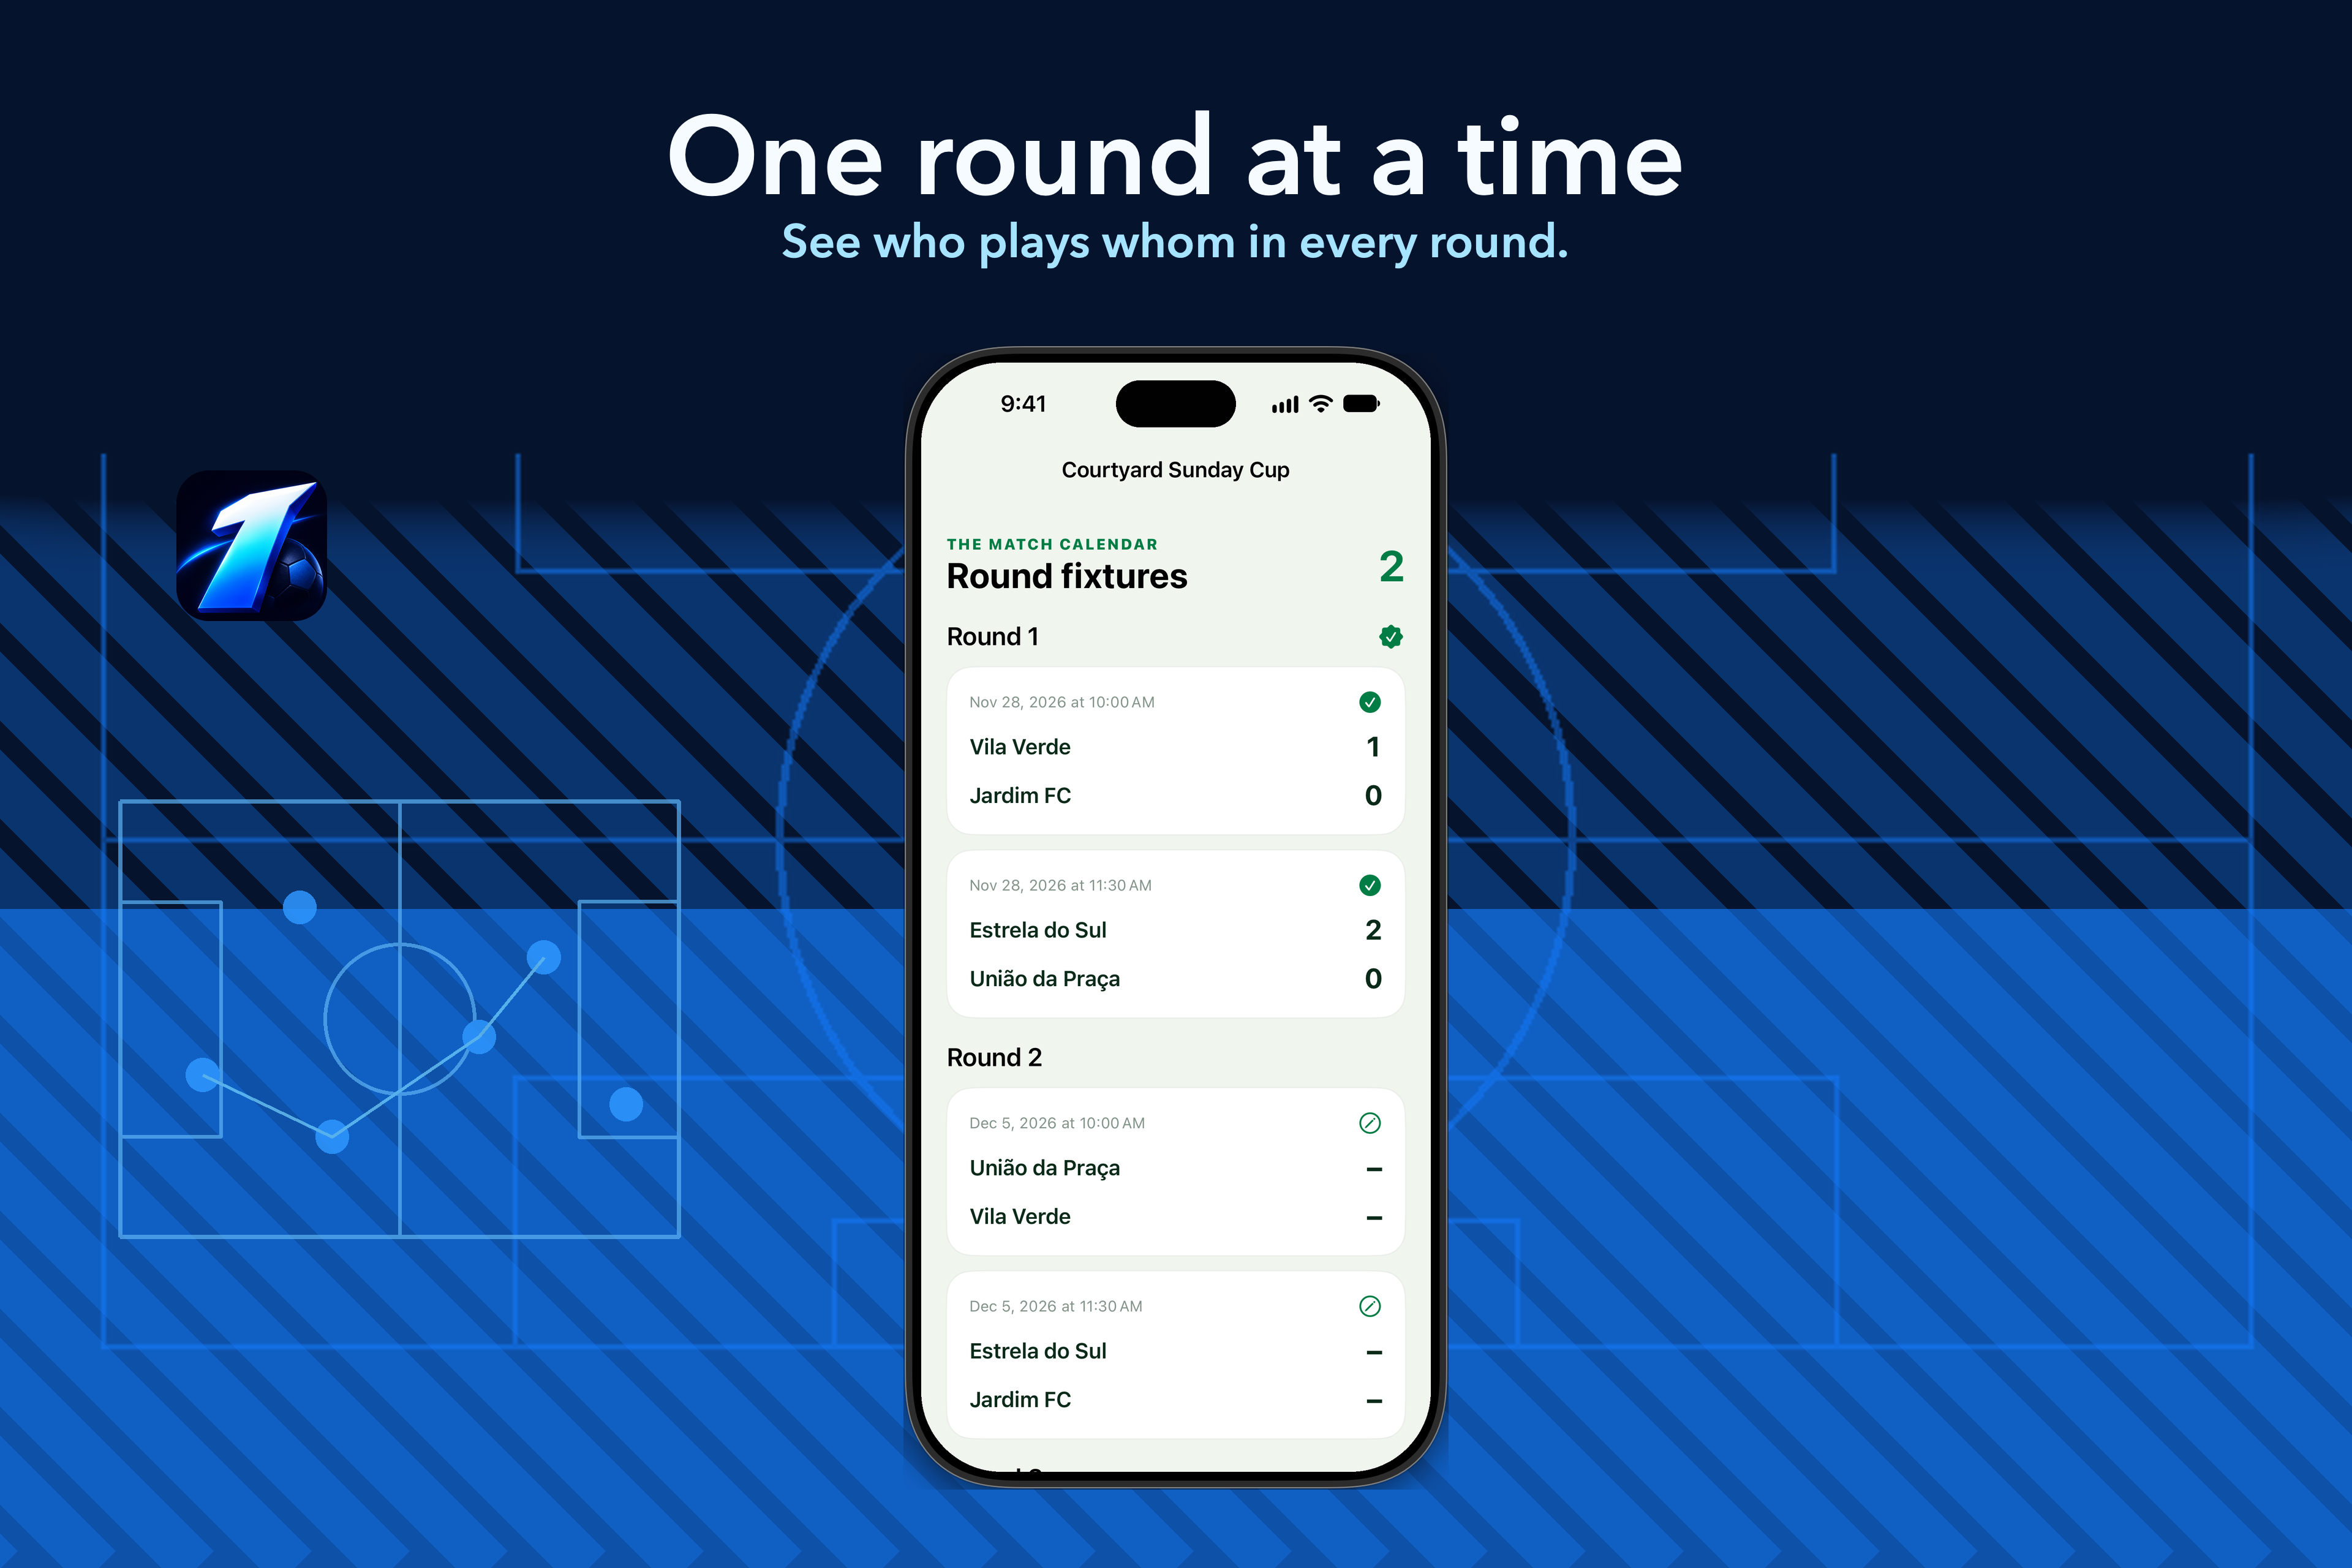 One round at a time
See who plays whom in every round.
9:41
Courtyard Sunday Cup
THE MATCH CALENDAR
Round fixtures
2
Round 1
Nov 28, 2026 at 10:00 AM
Vila Verde
1
Jardim FC
0
Nov 28, 2026 at 11:30 AM
Estrela do Sul
2
União da Praça
0
Round 2
Dec 5, 2026 at 10:00 AM
União da Praça
–
Vila Verde
–
Dec 5, 2026 at 11:30 AM
Estrela do Sul
–
Jardim FC
–
1